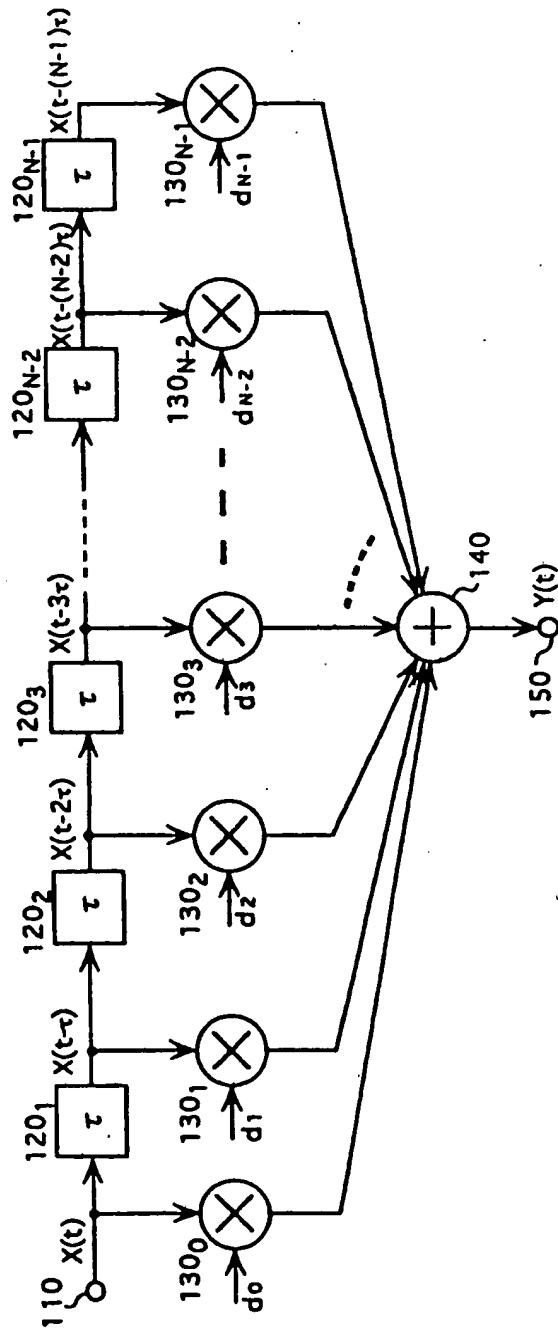 120₁ 120₂ 120₃ 120N-2 120N-1
110 X(t) τ X(t-τ) τ X(t-2τ) τ X(t-3τ) τ X(t-(N-2)τ) τ X(t-(N-1)τ)
130₀ 130₁ 130₂ 130₃ 130N-2 130N-1
d0 d1 d2 d3 dN-2 dN-1
140
150 Y(t)